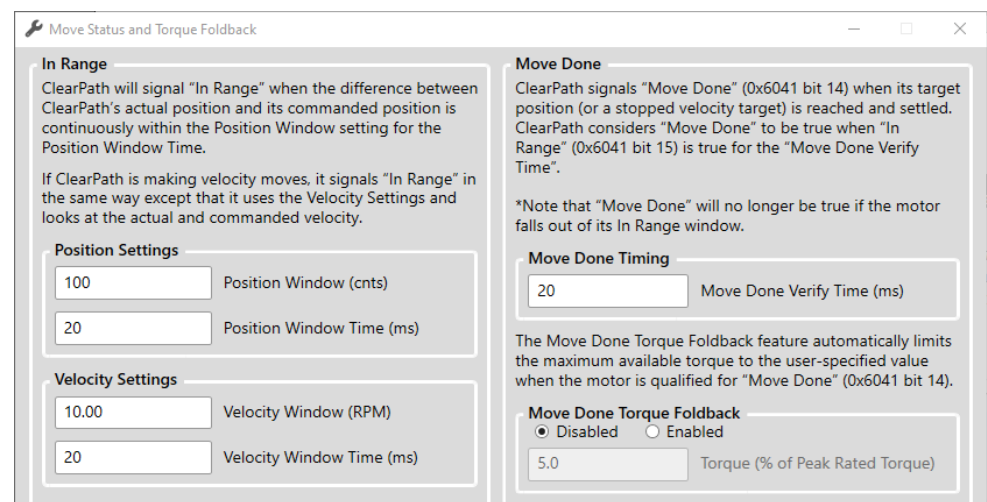 Move Status and Torque Foldback
In Range
ClearPath will signal “In Range” when the difference between
ClearPath’s actual position and its commanded position is
continuously within the Position Window setting for the
Position Window Time.
If ClearPath is making velocity moves, it signals “In Range” in
the same way except that it uses the Velocity Settings and
looks at the actual and commanded velocity.
Position Settings
100 Position Window (cnts)
20 Position Window Time (ms)
Velocity Settings
10.00 Velocity Window (RPM)
20 Velocity Window Time (ms)
Move Done
ClearPath signals “Move Done” (0x6041 bit 14) when its target
position (or a stopped velocity target) is reached and settled.
ClearPath considers “Move Done” to be true when “In
Range” (0x6041 bit 15) is true for the “Move Done Verify
Time”.
*Note that “Move Done” will no longer be true if the motor
falls out of its In Range window.
Move Done Timing
20 Move Done Verify Time (ms)
The Move Done Torque Foldback feature automatically limits
the maximum available torque to the user-specified value
when the motor is qualified for “Move Done” (0x6041 bit 14).
Move Done Torque Foldback
Disabled Enabled
5.0 Torque (% of Peak Rated Torque)